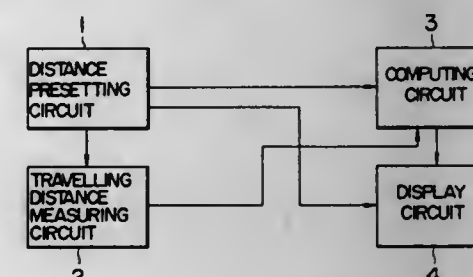 1
DISTANCE
PRESETTING
CIRCUIT
3
COMPUTING
CIRCUIT
TRAVELLING
DISTANCE
MEASURING
CIRCUIT
2
DISPLAY
CIRCUIT
4